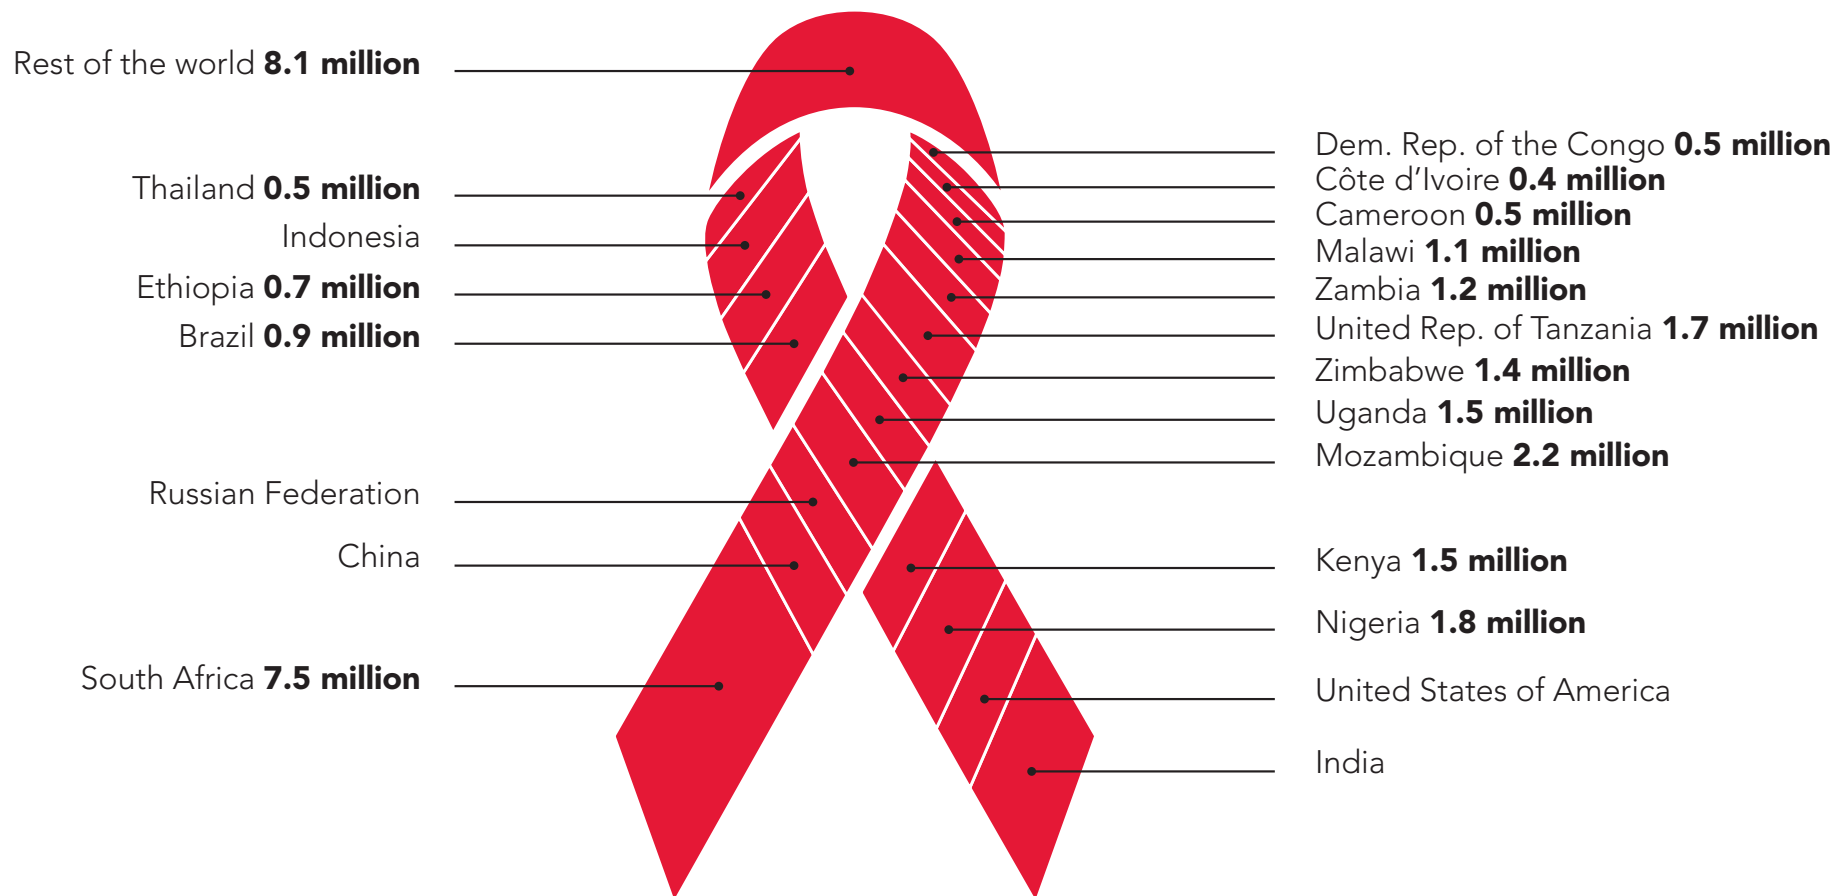 Rest of the world 8.1 million
Thailand 0.5 million
Indonesia
Ethiopia 0.7 million
Brazil 0.9 million
Russian Federation
China
South Africa 7.5 million
Dem. Rep. of the Congo 0.5 million
Côte d’Ivoire 0.4 million
Cameroon 0.5 million
Malawi 1.1 million
Zambia 1.2 million
United Rep. of Tanzania 1.7 million
Zimbabwe 1.4 million
Uganda 1.5 million
Mozambique 2.2 million
Kenya 1.5 million
Nigeria 1.8 million
United States of America
India